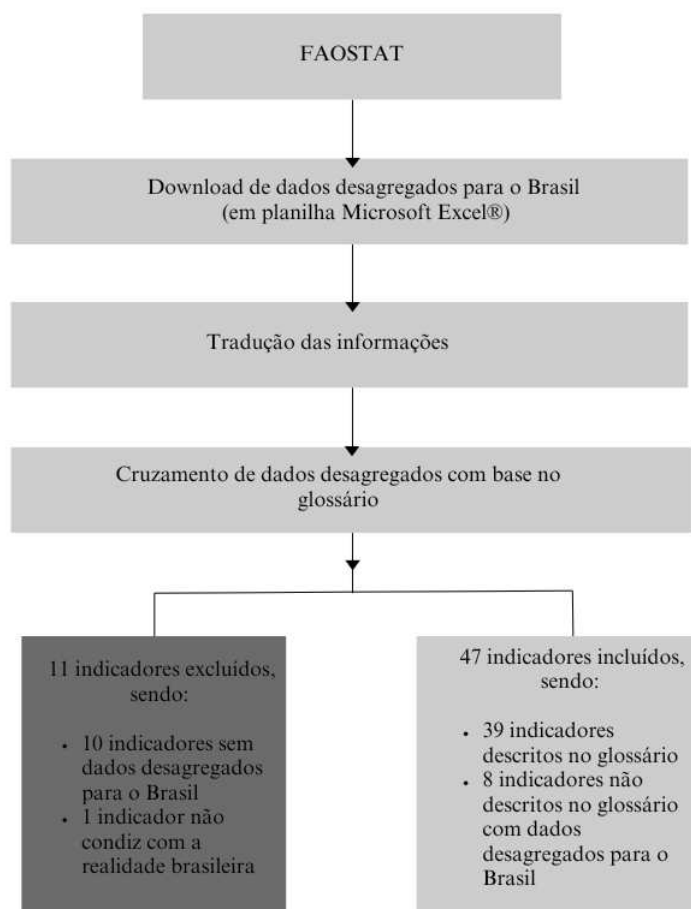 FAOSTAT
Download de dados desagregados para o Brasil
(em planilha Microsoft Excel®)
Tradução das informações
Cruzamento de dados desagregados com base no
glossário
11 indicadores excluídos,
sendo:
• 10 indicadores sem
dados desagregados
para o Brasil
• 1 indicador não
condiz com a
realidade brasileira
47 indicadores incluídos,
sendo:
• 39 indicadores
descritos no glossário
• 8 indicadores não
descritos no glossário
com dados
desagregados para o
Brasil